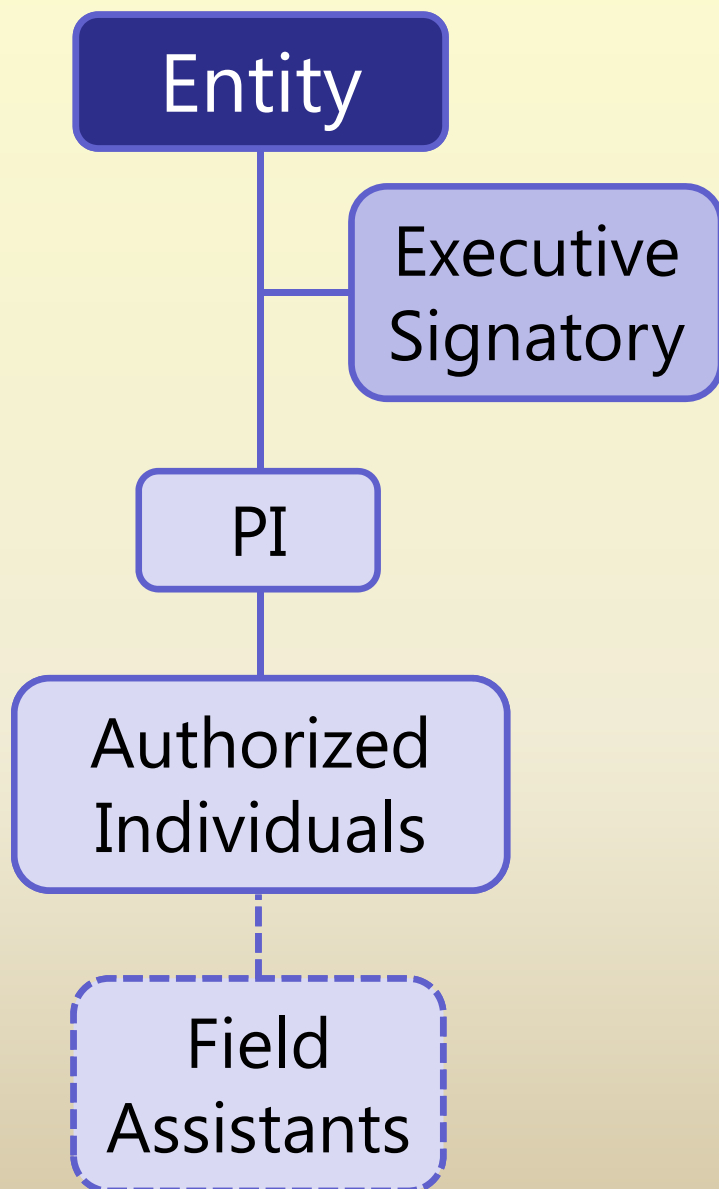 Entity
Executive
Signatory
PI
Authorized
Individuals
Field
Assistants